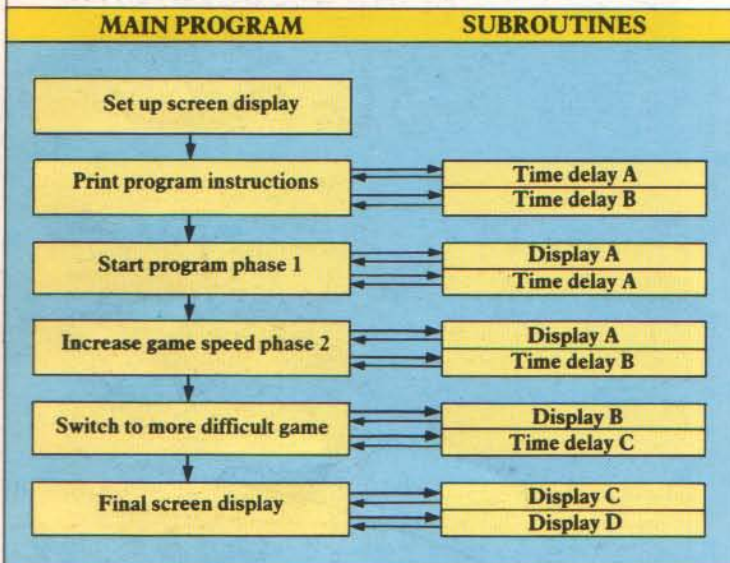 MAIN PROGRAM SUBROUTINES
Set up screen display
Print program instructions
Time delay A
Time delay B
Start program phase 1
Display A
Time delay A
Increase game speed phase 2
Display A
Time delay B
Switch to more difficult game
Display B
Time delay C
Final screen display
Display C
Display D